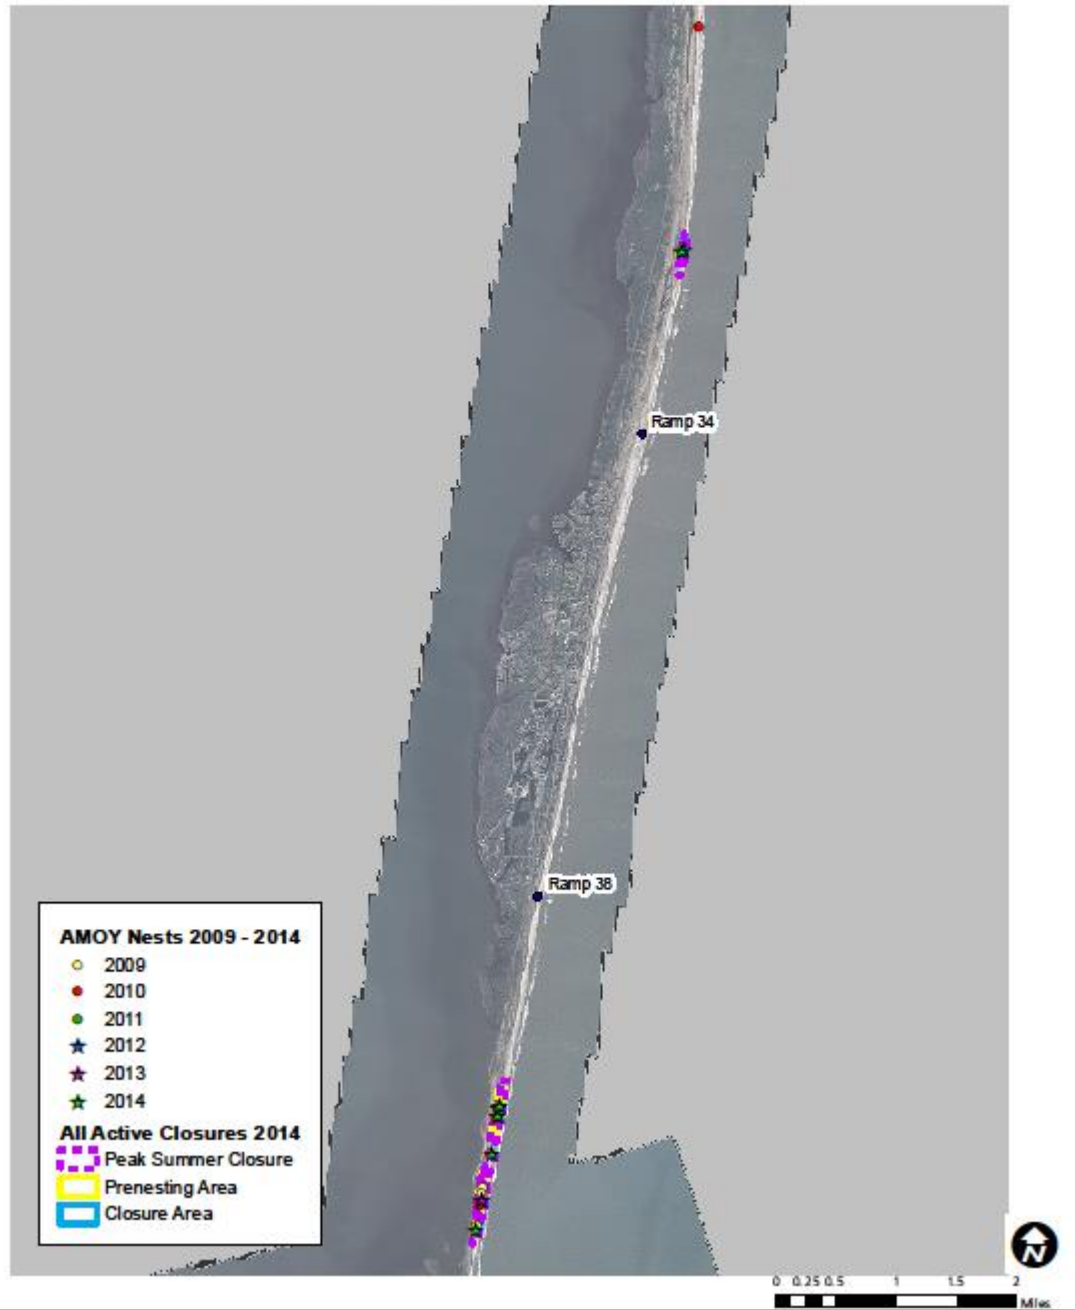 Ramp 34
Ramp 38
AMOY Nests 2009 - 2014
2009
2010
2011
2012
2013
2014
All Active Closures 2014
Peak Summer Closure
Prenesting Area
Closure Area
N
0 0.25 0.5 1 1.5 2
Miles